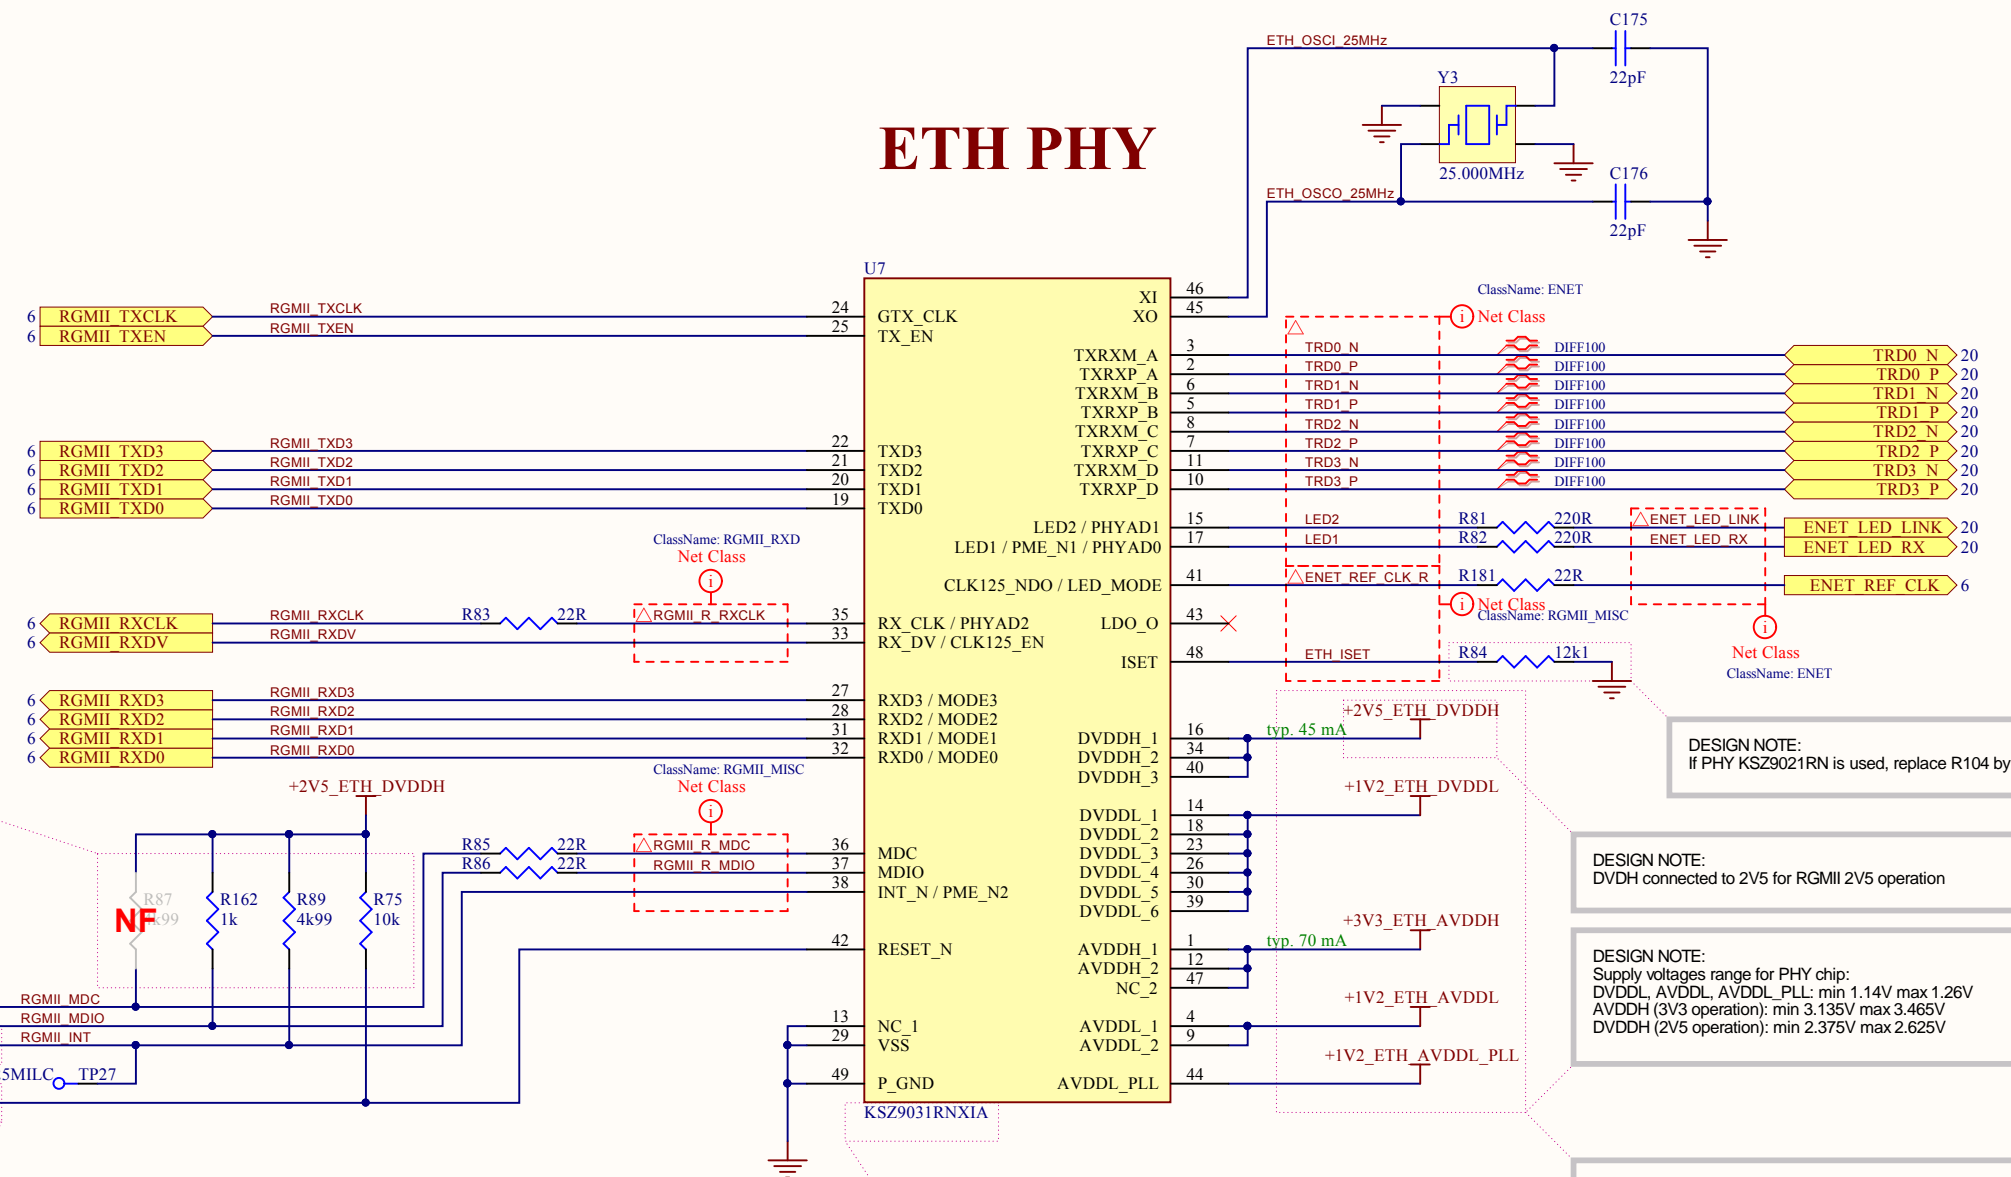 ETH PHY
C175
22pF
ETH_OSCI_25MHz
Y3
25.000MHz
ETH_OSCO_25MHz
C176
22pF
U7
6 RGMII_TXCLK RGMII_TXCLK 24 GTX_CLK
6 RGMII_TXEN RGMII_TXEN 25 TX_EN
6 RGMII_TXD3 RGMII_TXD3 22 TXD3
6 RGMII_TXD2 RGMII_TXD2 21 TXD2
6 RGMII_TXD1 RGMII_TXD1 20 TXD1
6 RGMII_TXD0 RGMII_TXD0 19 TXD0
ClassName: RGMII_RXD
Net Class
i
6 RGMII_RXCLK RGMII_RXCLK R83 22R RGMII_R_RXCLK 35 RX_CLK / PHYAD2
6 RGMII_RXDV RGMII_RXDV 33 RX_DV / CLK125_EN
6 RGMII_RXD3 RGMII_RXD3 27 RXD3 / MODE3
6 RGMII_RXD2 RGMII_RXD2 28 RXD2 / MODE2
6 RGMII_RXD1 RGMII_RXD1 31 RXD1 / MODE1
6 RGMII_RXD0 RGMII_RXD0 32 RXD0 / MODE0
ClassName: RGMII_MISC
Net Class
i
+2V5_ETH_DVDDH
R85 22R RGMII_R_MDC 36 MDC
R86 22R RGMII_R_MDIO 37 MDIO
38 INT_N / PME_N2
R87 R162 R89 R75
NF 4k99 1k 4k99 10k
42 RESET_N
RGMII_MDC
RGMII_MDIO
RGMII_INT
5MILC TP27
13 NC_1
29 VSS
49 P_GND
KSZ9031RNXIA
XI 46
XO 45
ClassName: ENET
i Net Class
TXRXM_A 3 TRD0_N DIFF100 TRD0_N 20
TXRXP_A 2 TRD0_P DIFF100 TRD0_P 20
TXRXM_B 6 TRD1_N DIFF100 TRD1_N 20
TXRXP_B 5 TRD1_P DIFF100 TRD1_P 20
TXRXM_C 8 TRD2_N DIFF100 TRD2_N 20
TXRXP_C 7 TRD2_P DIFF100 TRD2_P 20
TXRXM_D 11 TRD3_N DIFF100 TRD3_N 20
TXRXP_D 10 TRD3_P DIFF100 TRD3_P 20
LED2 / PHYAD1 15 LED2 R81 220R ENET_LED_LINK ENET_LED_LINK 20
LED1 / PME_N1 / PHYAD0 17 LED1 R82 220R ENET_LED_RX ENET_LED_RX 20
CLK125_NDO / LED_MODE 41 ENET_REF_CLK_R R181 22R ENET_REF_CLK 6
i Net Class
ClassName: RGMII_MISC
i
Net Class
ClassName: ENET
LDO_O 43
ISET 48 ETH_ISET R84 12k1
+2V5_ETH_DVDDH
DVDDH_1 16 typ. 45 mA
DVDDH_2 34
DVDDH_3 40
+1V2_ETH_DVDDL
DVDDL_1 14
DVDDL_2 18
DVDDL_3 23
DVDDL_4 26
DVDDL_5 30
DVDDL_6 39
+3V3_ETH_AVDDH
AVDDH_1 1 typ. 70 mA
AVDDH_2 12
NC_2 47
+1V2_ETH_AVDDL
AVDDL_1 4
AVDDL_2 9
+1V2_ETH_AVDDL_PLL
AVDDL_PLL 44
DESIGN NOTE:
If PHY KSZ9021RN is used, replace R104 by
DESIGN NOTE:
DVDH connected to 2V5 for RGMII 2V5 operation
DESIGN NOTE:
Supply voltages range for PHY chip:
DVDDL, AVDDL, AVDDL_PLL: min 1.14V max 1.26V
AVDDH (3V3 operation): min 3.135V max 3.465V
DVDDH (2V5 operation): min 2.375V max 2.625V